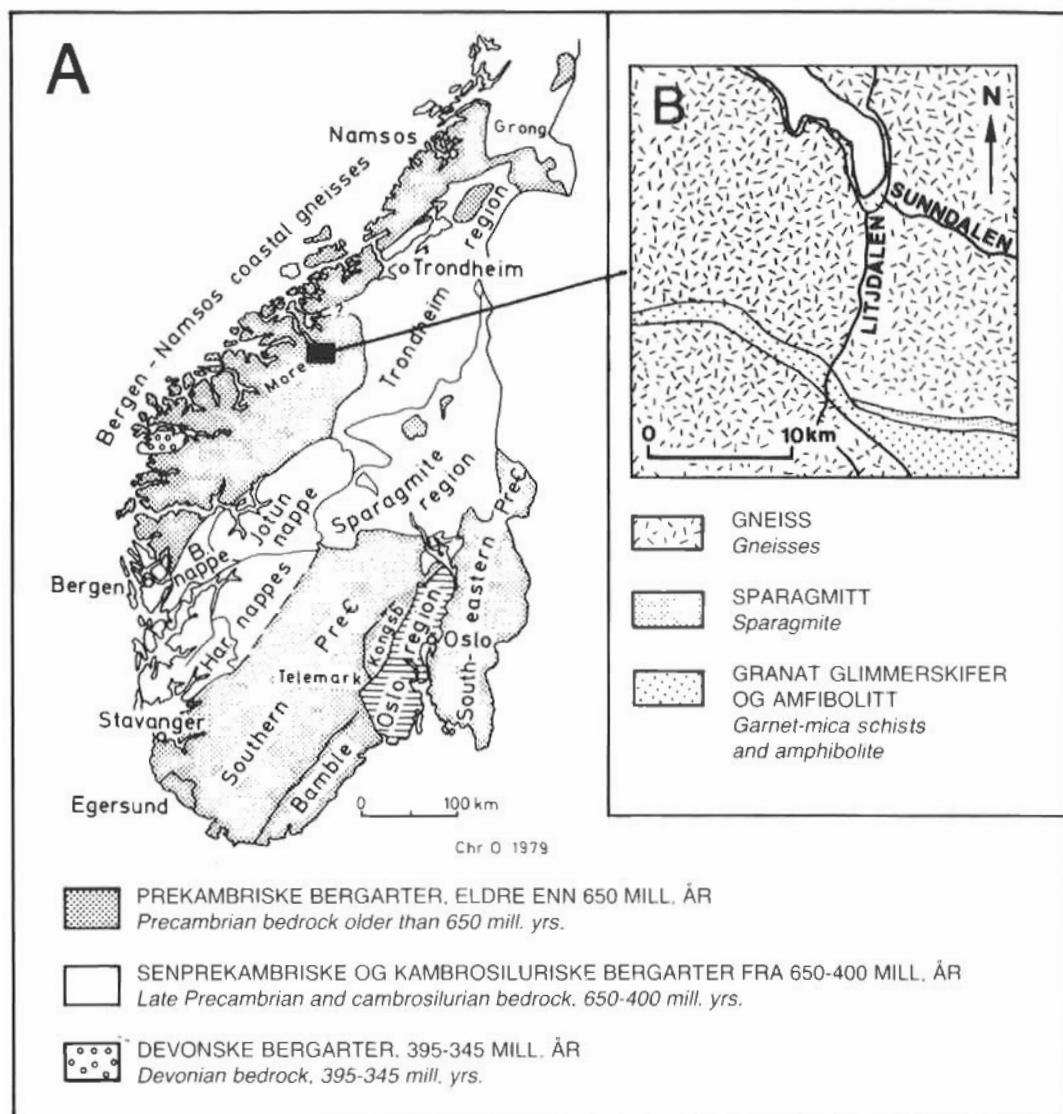 A
Namsos
Grong
Bergen - Namsos coastal gneisses
Trondheim
Trondheim region
More
Sparagmite
region
Jotun
nappe
B.
nappe
Bergen
Har. nappes
PreЄ
PreЄ
Kongsb.
Oslo region
Oslo
South-eastern
Telemark
Stavanger
Southern
Bamble
Egersund
0 100 km
Chr O 1979
B
N
SUNNDALEN
LITJDALEN
0 10km
GNEISS
Gneisses
SPARAGMITT
Sparagmite
GRANAT GLIMMERSKIFER
OG AMFIBOLITT
Garnet-mica schists
and amphibolite
PREKAMBRISKE BERGARTER, ELDRE ENN 650 MILL. ÅR
Precambrian bedrock older than 650 mill. yrs.
SENPREKAMBRISKE OG KAMBROSILURISKE BERGARTER FRA 650-400 MILL. ÅR
Late Precambrian and cambrosilurian bedrock, 650-400 mill. yrs.
DEVONSKE BERGARTER. 395-345 MILL. ÅR
Devonian bedrock, 395-345 mill. yrs.